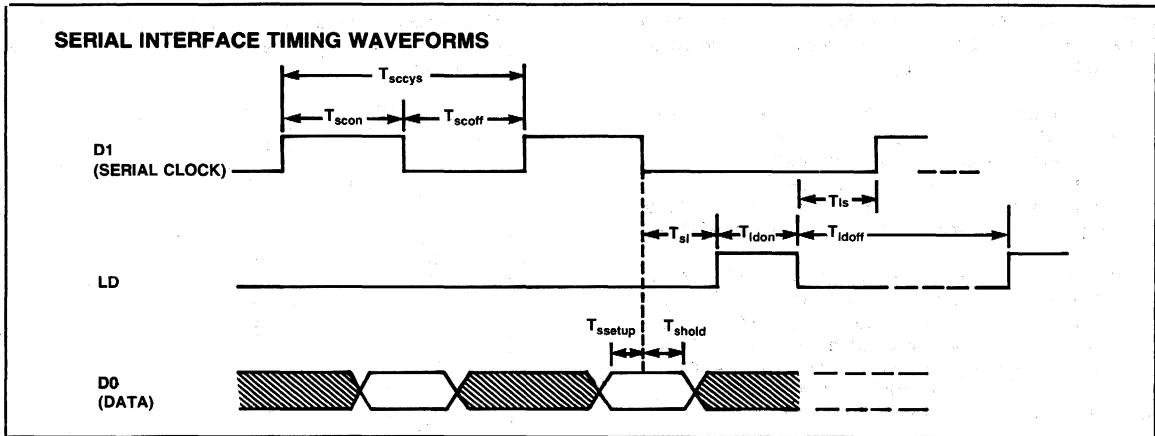 SERIAL INTERFACE TIMING WAVEFORMS
Tsccys
Tscon Tscoff
D1
(SERIAL CLOCK)
Tls
Tsl Tldon Tldoff
LD
Tssetup Tshold
D0
(DATA)